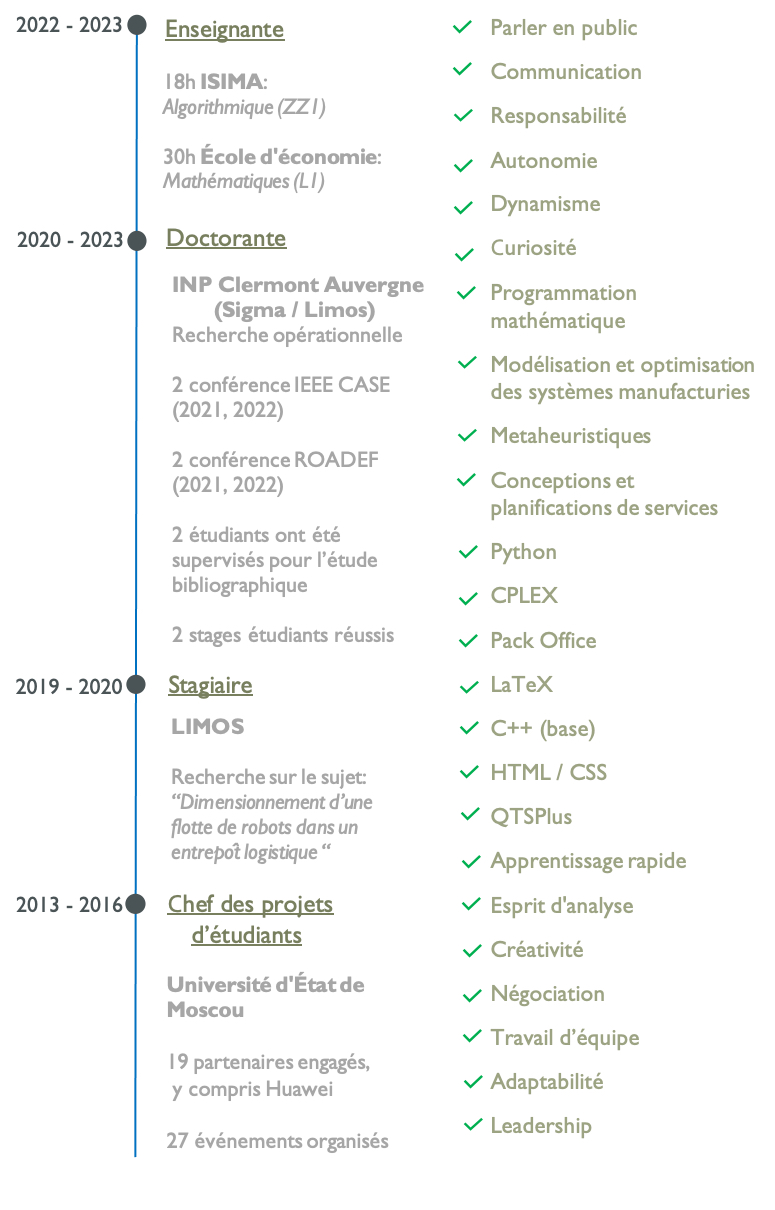 2022 - 2023
Enseignante
18h ISIMA:
Algorithmique (ZZ1)
30h École d'économie:
Mathématiques (L1)
2020 - 2023
Doctorante
INP Clermont Auvergne
(Sigma / Limos)
Recherche opérationnelle
2 conférence IEEE CASE
(2021, 2022)
2 conférence ROADEF
(2021, 2022)
2 étudiants ont été
supervisés pour l’étude
bibliographique
2 stages étudiants réussis
2019 - 2020
Stagiaire
LIMOS
Recherche sur le sujet:
“Dimensionnement d’une
flotte de robots dans un
entrepôt logistique “
2013 - 2016
Chef des projets
d’étudiants
Université d'État de
Moscou
19 partenaires engagés,
y compris Huawei
27 événements organisés
Parler en public
Communication
Responsabilité
Autonomie
Dynamisme
Curiosité
Programmation
mathématique
Modélisation et optimisation
des systèmes manufacturies
Metaheuristiques
Conceptions et
planifications de services
Python
CPLEX
Pack Office
LaTeX
C++ (base)
HTML / CSS
QTSPlus
Apprentissage rapide
Esprit d'analyse
Créativité
Négociation
Travail d’équipe
Adaptabilité
Leadership